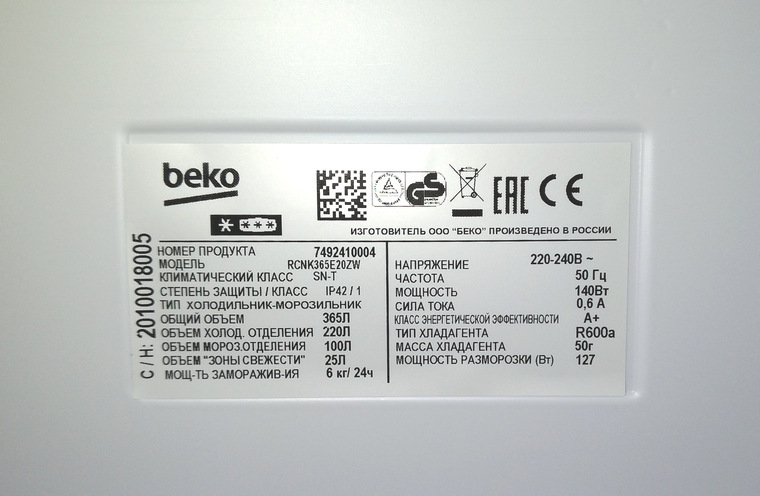 beko
GS
EAC CE
ИЗГОТОВИТЕЛЬ ООО "БЕКО" ПРОИЗВЕДЕНО В РОССИИ
С / Н: 2010018005
НОМЕР ПРОДУКТА 7492410004
МОДЕЛЬ RCNK365E20ZW
КЛИМАТИЧЕСКИЙ КЛАСС SN-T
СТЕПЕНЬ ЗАЩИТЫ / КЛАСС IP42 / 1
ТИП ХОЛОДИЛЬНИК-МОРОЗИЛЬНИК
ОБЩИЙ ОБЪЕМ 365Л
ОБЪЕМ ХОЛОД. ОТДЕЛЕНИЯ 220Л
ОБЪЕМ МОРОЗ.ОТДЕЛЕНИЯ 100Л
ОБЪЕМ "ЗОНЫ СВЕЖЕСТИ" 25Л
МОЩ-ТЬ ЗАМОРАЖИВ-ИЯ 6 кг/ 24ч
НАПРЯЖЕНИЕ 220-240В ~
ЧАСТОТА 50 Гц
МОЩНОСТЬ 140Вт
СИЛА ТОКА 0,6 А
КЛАСС ЭНЕРГЕТИЧЕСКОЙ ЭФФЕКТИВНОСТИ А+
ТИП ХЛАДАГЕНТА R600a
МАССА ХЛАДАГЕНТА 50г
МОЩНОСТЬ РАЗМОРОЗКИ (Вт) 127